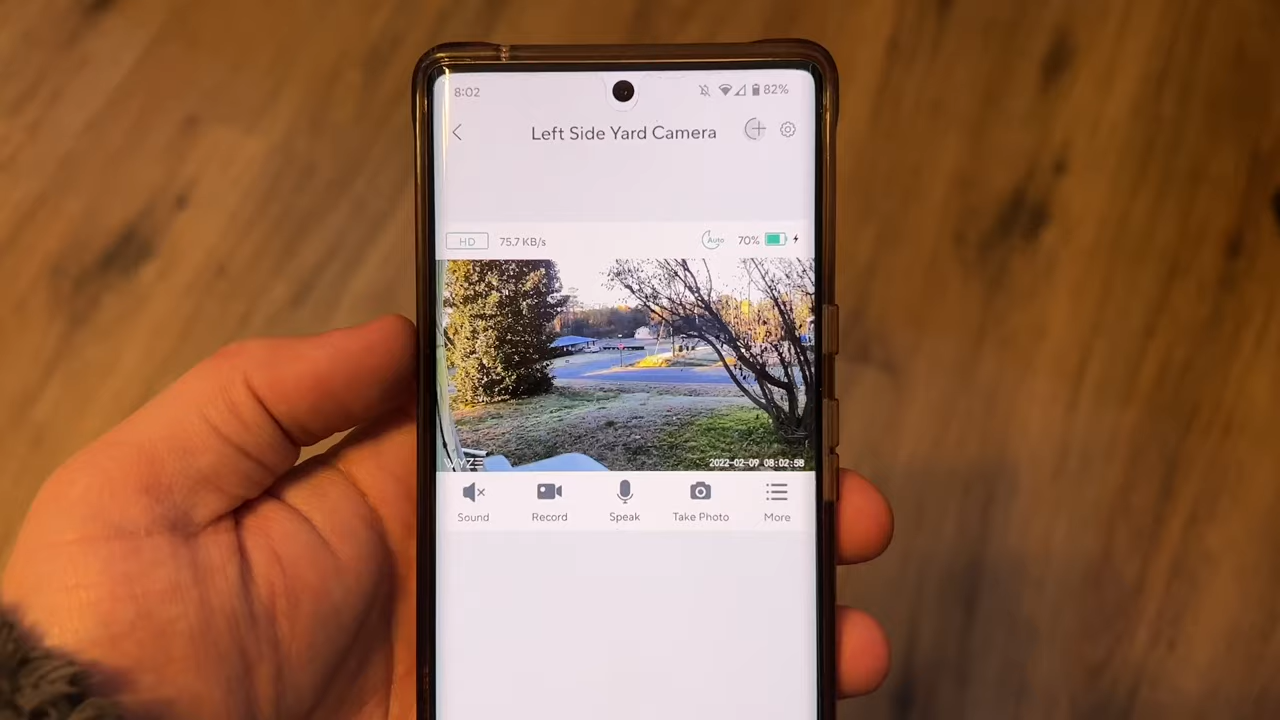 8:02
82%
Left Side Yard Camera
HD 75.7 KB/s
Auto 70%
WYZE 2022-02-09 08:02:58
Sound Record Speak Take Photo More